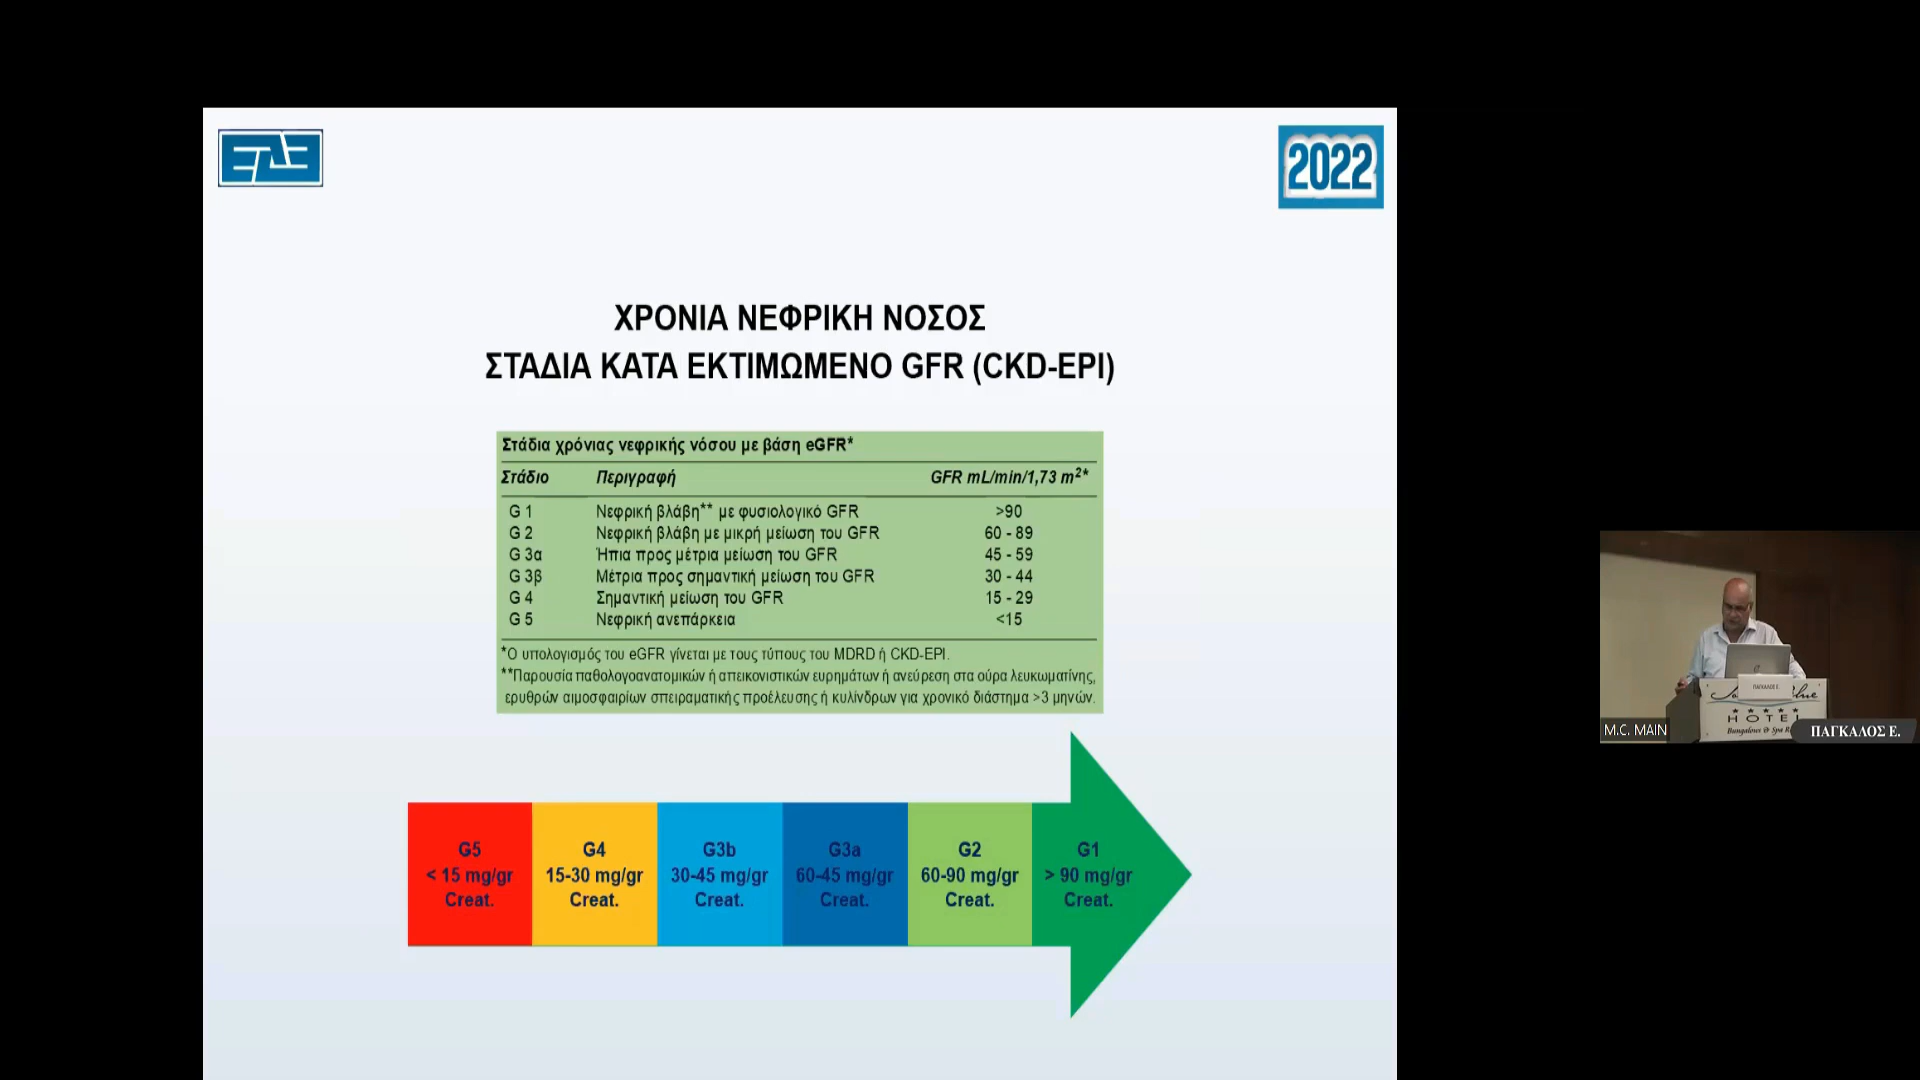 ΕΔΕ
2022
ΧΡΟΝΙΑ ΝΕΦΡΙΚΗ ΝΟΣΟΣ
ΣΤΑΔΙΑ ΚΑΤΑ ΕΚΤΙΜΩΜΕΝΟ GFR (CKD-EPI)
Στάδια χρόνιας νεφρικής νόσου με βάση eGFR*
Στάδιο Περιγραφή GFR mL/min/1,73 m²*
G 1 Νεφρική βλάβη** με φυσιολογικό GFR >90
G 2 Νεφρική βλάβη με μικρή μείωση του GFR 60 - 89
G 3α Ήπια προς μέτρια μείωση του GFR 45 - 59
G 3β Μέτρια προς σημαντική μείωση του GFR 30 - 44
G 4 Σημαντική μείωση του GFR 15 - 29
G 5 Νεφρική ανεπάρκεια <15
*Ο υπολογισμός του eGFR γίνεται με τους τύπους του MDRD ή CKD-EPI.
**Παρουσία παθολογοανατομικών ή απεικονιστικών ευρημάτων ή ανεύρεση στα ούρα λευκωματίνης,
ερυθρών αιμοσφαιρίων σπειραματικής προέλευσης ή κυλίνδρων για χρονικό διάστημα >3 μηνών.
G5 G4 G3b G3a G2 G1
< 15 mg/gr 15-30 mg/gr 30-45 mg/gr 60-45 mg/gr 60-90 mg/gr > 90 mg/gr
Creat. Creat. Creat. Creat. Creat. Creat.
ΠΑΓΚΑΛΟΣ Ε.
HOTEL
Bungalows & Spa
M.C. MAIN
ΠΑΓΚΑΛΟΣ Ε.